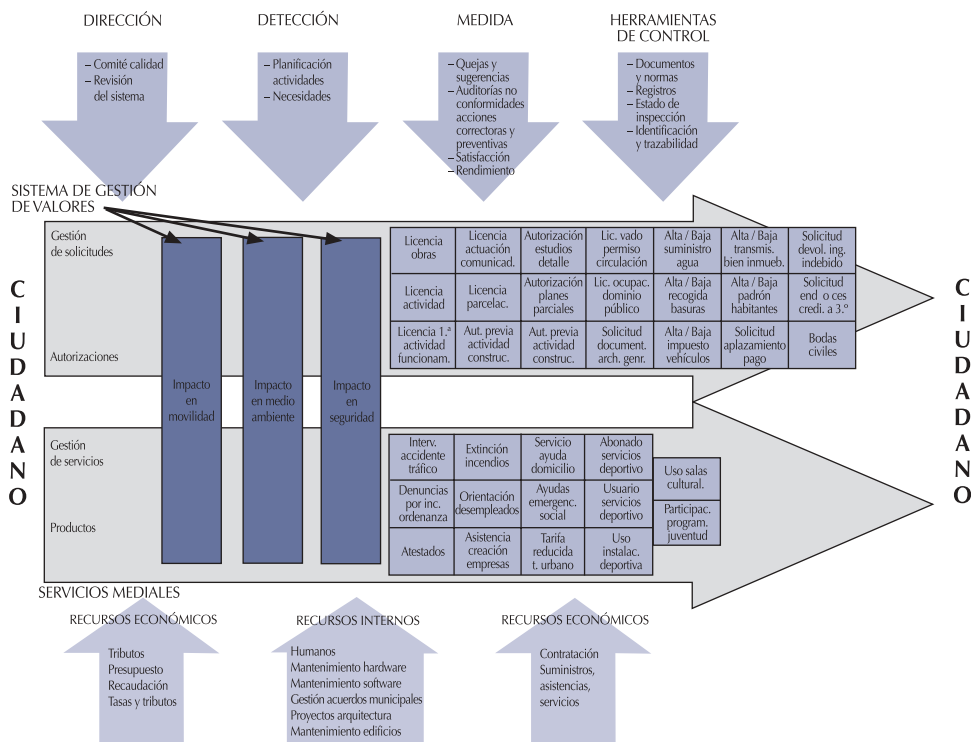 DIRECCIÓN
– Comité calidad
– Revisión
del sistema
DETECCIÓN
– Planificación
actividades
– Necesidades
MEDIDA
– Quejas y
sugerencias
– Auditorías no
conformidades
acciones
correctoras y
preventivas
– Satisfacción
– Rendimiento
HERRAMIENTAS
DE CONTROL
– Documentos
y normas
– Registros
– Estado de
inspección
– Identificación
y trazabilidad
SISTEMA DE GESTIÓN
DE VALORES
CIUDADANO
Gestión
de solicitudes
Autorizaciones
Impacto
en
movilidad
Impacto
en medio
ambiente
Impacto
en
seguridad
Licencia
obras
Licencia
actuación
comunicad.
Autorización
estudios
detalle
Lic. vado
permiso
circulación
Alta / Baja
suministro
agua
Alta / Baja
transmis.
bien inmueb.
Solicitud
devol. ing.
indebido
Licencia
actividad
Licencia
parcelac.
Autorización
planes
parciales
Lic. ocupac.
dominio
público
Alta / Baja
recogida
basuras
Alta / Baja
padrón
habitantes
Solicitud
end o ces
credi. a 3.º
Licencia 1.ª
actividad
funcionam.
Aut. previa
actividad
construc.
Aut. previa
actividad
construc.
Solicitud
document.
arch. genr.
Alta / Baja
impuesto
vehículos
Solicitud
aplazamiento
pago
Bodas
civiles
Gestión
de servicios
Productos
Interv.
accidente
tráfico
Extinción
incendios
Servicio
ayuda
domicilio
Abonado
servicios
deportivo
Uso salas
cultural.
Denuncias
por inc.
ordenanza
Orientación
desempleados
Ayudas
emergenc.
social
Usuario
servicios
deportivo
Participac.
program.
juventud
Atestados
Asistencia
creación
empresas
Tarifa
reducida
t. urbano
Uso
instalac.
deportiva
CIUDADANO
SERVICIOS MEDIALES
RECURSOS ECONÓMICOS
Tributos
Presupuesto
Recaudación
Tasas y tributos
RECURSOS INTERNOS
Humanos
Mantenimiento hardware
Mantenimiento software
Gestión acuerdos municipales
Proyectos arquitectura
Mantenimiento edificios
RECURSOS ECONÓMICOS
Contratación
Suministros,
asistencias,
servicios